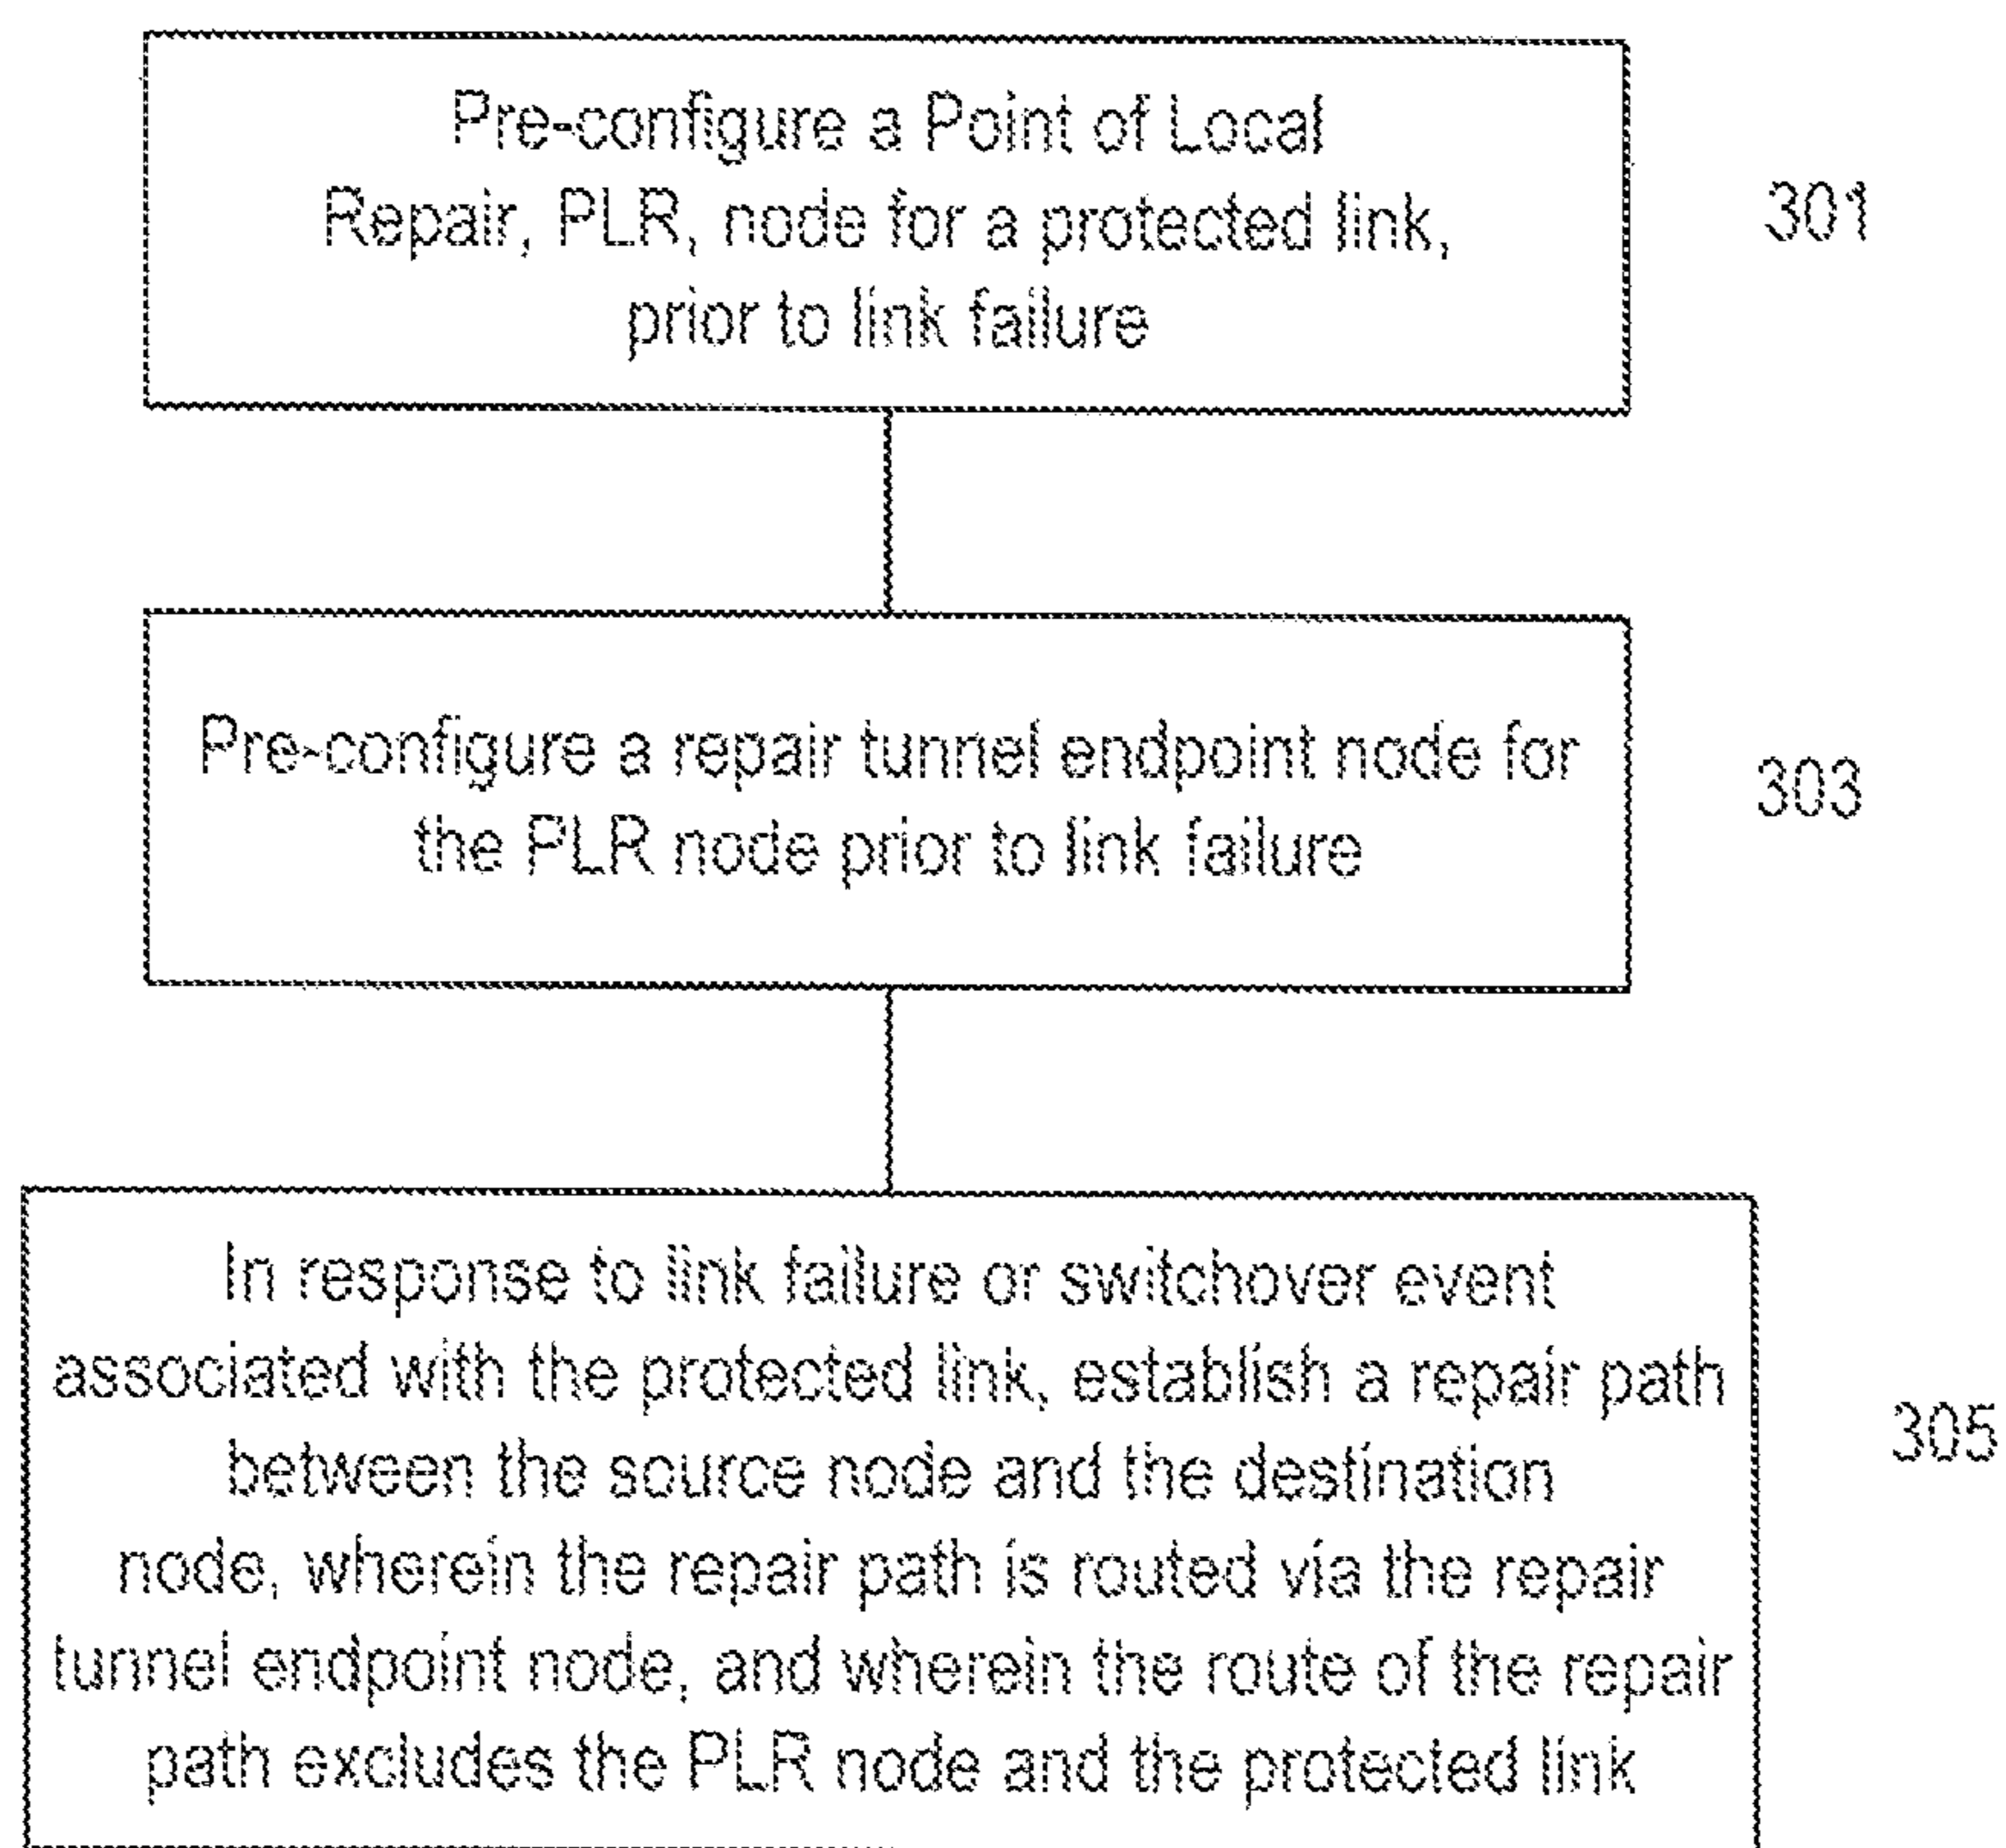 Pre-configure a Point of Local
Repair, PLR, node for a protected link,
prior to link failure
301
Pre-configure a repair tunnel endpoint node for
the PLR node prior to link failure
303
In response to link failure or switchover event
associated with the protected link, establish a repair path
between the source node and the destination
node, wherein the repair path is routed via the repair
tunnel endpoint node, and wherein the route of the repair
path excludes the PLR node and the protected link
305